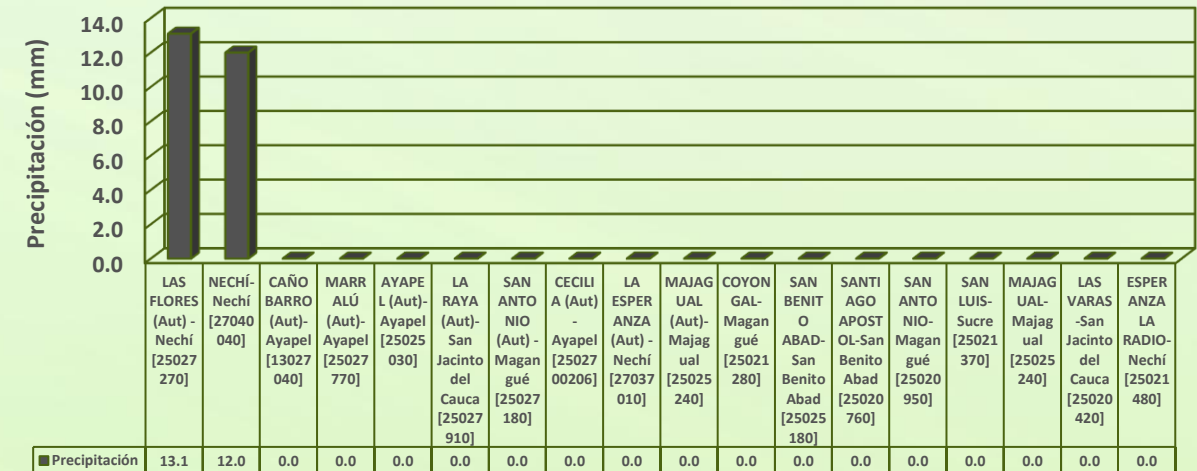 Precipitación (mm)
14.0
12.0
10.0
8.0
6.0
4.0
2.0
0.0
LAS
FLORES
(Aut) -
Nechí
[25027
270]
NECHÍ-
Nechí
[27040
040]
CAÑO
BARRO
(Aut)-
Ayapel
[13027
040]
MARR
ALÚ
(Aut)-
Ayapel
[25027
770]
AYAPE
L (Aut)-
Ayapel
[25025
030]
LA
RAYA
(Aut)-
San
Jacinto
del
Cauca
[25027
910]
SAN
ANTO
NIO
(Aut) -
Magan
gué
[25027
180]
CECILI
A (Aut)
-
Ayapel
[25027
00206]
LA
ESPER
ANZA
(Aut) -
Nechí
[27037
010]
MAJAG
UAL
(Aut)-
Majag
ual
[25025
240]
COYON
GAL-
Magan
gué
[25021
280]
SAN
BENIT
O
ABAD-
San
Benito
Abad
[25025
180]
SANTI
AGO
APOST
OL-San
Benito
Abad
[25020
760]
SAN
ANTO
NIO-
Magan
gué
[25020
950]
SAN
LUIS-
Sucre
[25021
370]
MAJAG
UAL-
Majag
ual
[25025
240]
LAS
VARAS
-San
Jacinto
del
Cauca
[25020
420]
ESPER
ANZA
LA
RADIO-
Nechí
[25021
480]
Precipitación 13.1 12.0 0.0 0.0 0.0 0.0 0.0 0.0 0.0 0.0 0.0 0.0 0.0 0.0 0.0 0.0 0.0 0.0